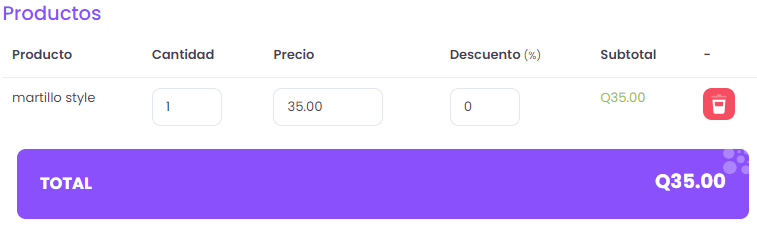 Productos
Producto Cantidad Precio Descuento (%) Subtotal -
martillo style 1 35.00 0 Q35.00
TOTAL Q35.00